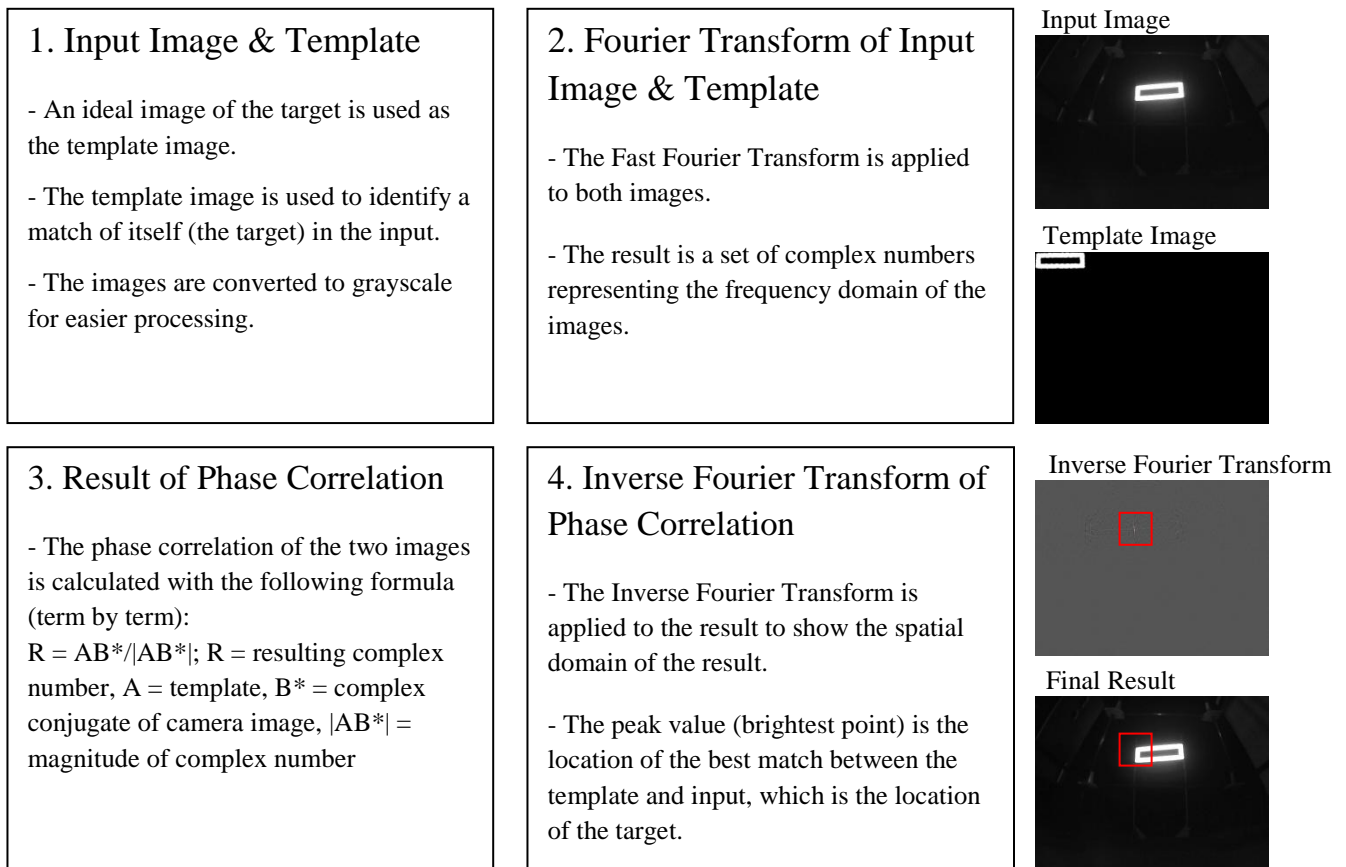 1. Input Image & Template
- An ideal image of the target is used as
the template image.
- The template image is used to identify a
match of itself (the target) in the input.
- The images are converted to grayscale
for easier processing.
2. Fourier Transform of Input
Image & Template
- The Fast Fourier Transform is applied
to both images.
- The result is a set of complex numbers
representing the frequency domain of the
images.
Input Image
Template Image
3. Result of Phase Correlation
- The phase correlation of the two images
is calculated with the following formula
(term by term):
R = AB*/|AB*|; R = resulting complex
number, A = template, B* = complex
conjugate of camera image, |AB*| =
magnitude of complex number
4. Inverse Fourier Transform of
Phase Correlation
- The Inverse Fourier Transform is
applied to the result to show the spatial
domain of the result.
- The peak value (brightest point) is the
location of the best match between the
template and input, which is the location
of the target.
Inverse Fourier Transform
Final Result